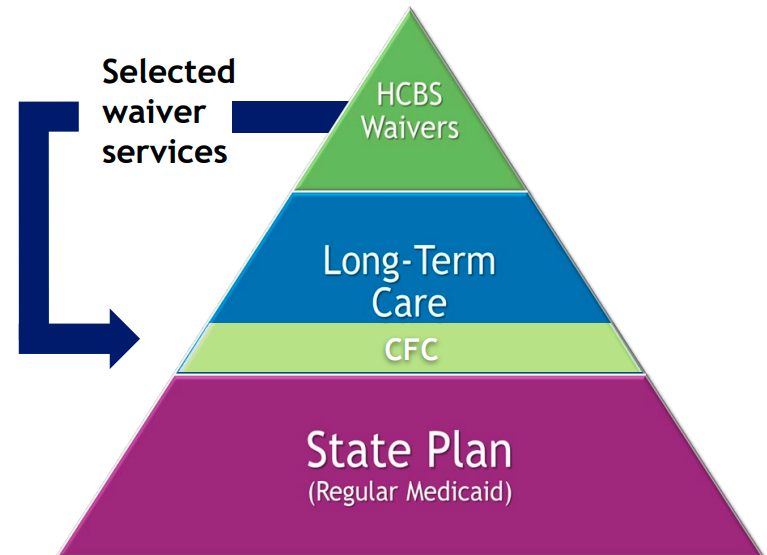 Selected
waiver
services
HCBS
Waivers
Long-Term
Care
CFC
State Plan
(Regular Medicaid)